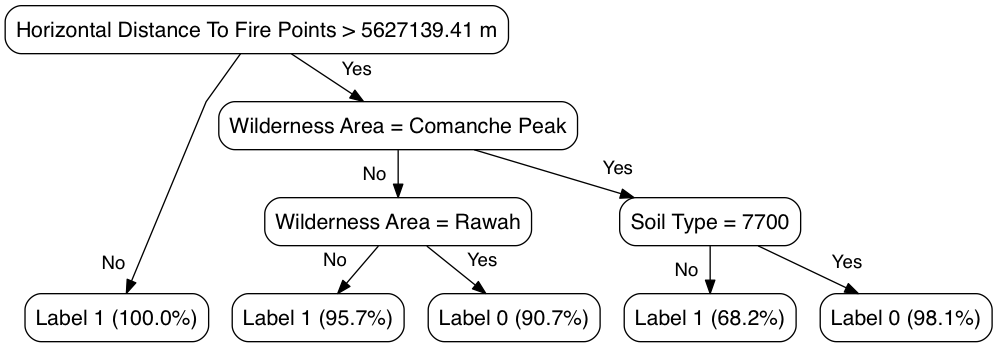 Horizontal Distance To Fire Points > 5627139.41 m
Yes
Wilderness Area = Comanche Peak
No
Yes
Wilderness Area = Rawah
Soil Type = 7700
No
No
Yes
No
Yes
Label 1 (100.0%)
Label 1 (95.7%)
Label 0 (90.7%)
Label 1 (68.2%)
Label 0 (98.1%)